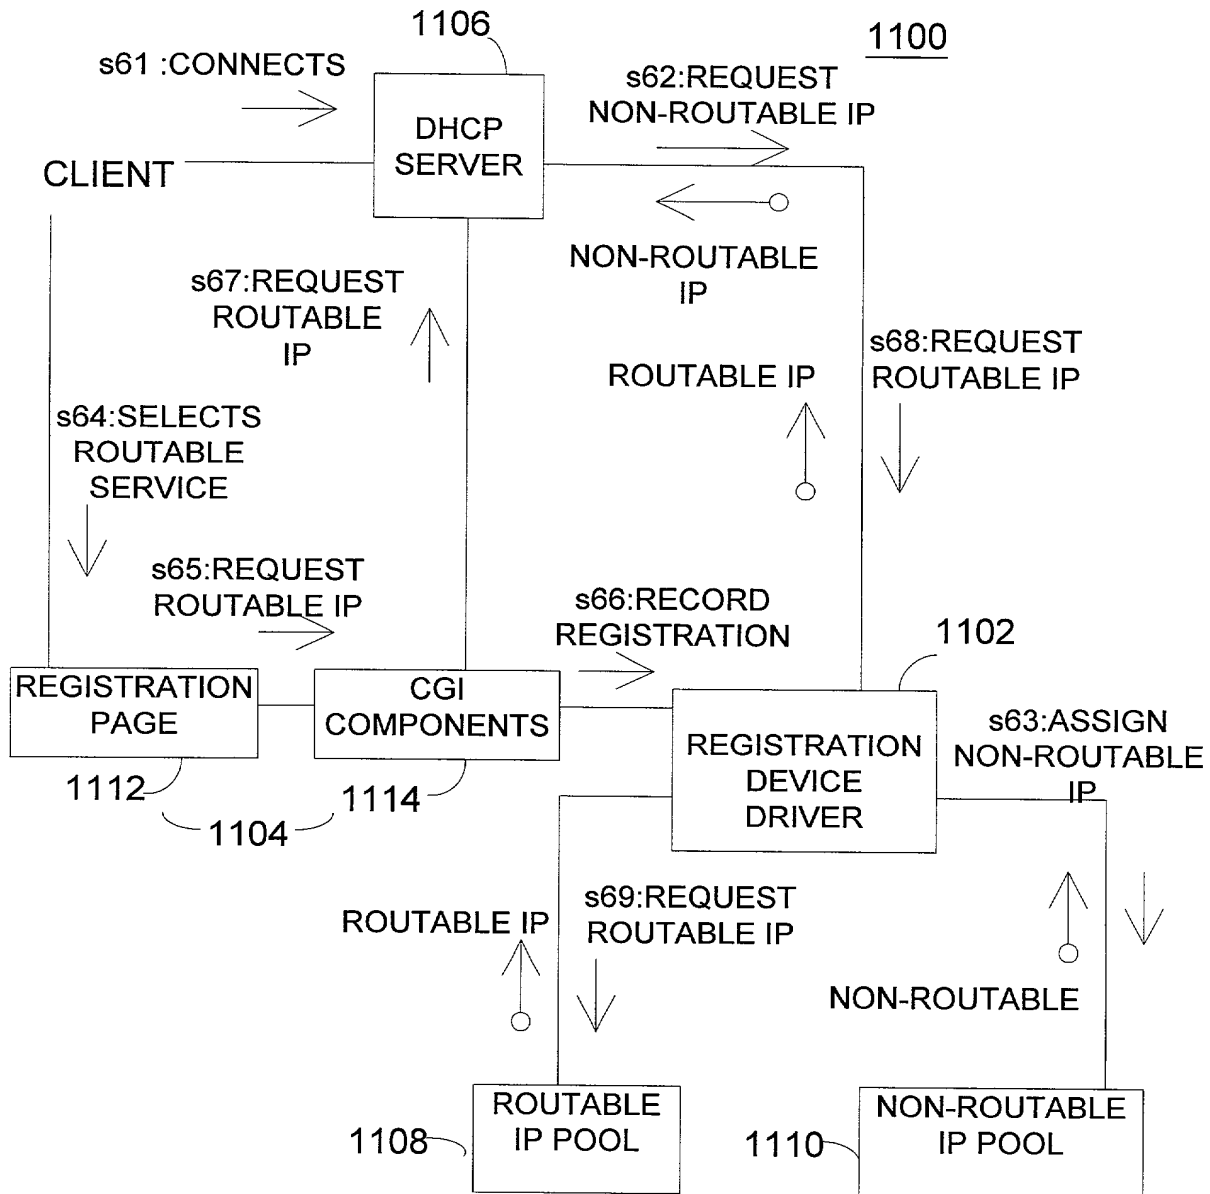 1106
1100
s61 :CONNECTS
s62:REQUEST
NON-ROUTABLE IP
DHCP
SERVER
CLIENT
NON-ROUTABLE
IP
s67:REQUEST
ROUTABLE
IP
ROUTABLE IP
s68:REQUEST
ROUTABLE IP
s64:SELECTS
ROUTABLE
SERVICE
s65:REQUEST
ROUTABLE IP
s66:RECORD
REGISTRATION
1102
REGISTRATION
PAGE
CGI
COMPONENTS
REGISTRATION
DEVICE
DRIVER
s63:ASSIGN
NON-ROUTABLE
IP
1112
1114
1104
ROUTABLE IP
s69:REQUEST
ROUTABLE IP
NON-ROUTABLE
ROUTABLE
IP POOL
1108
NON-ROUTABLE
IP POOL
1110